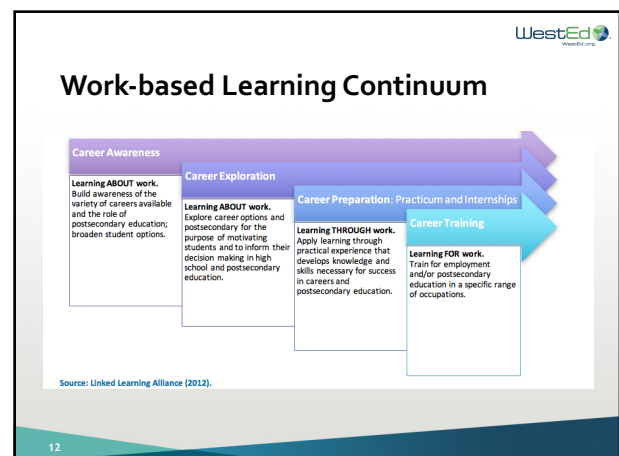 WestEd
WestEd.org
Work-based Learning Continuum
Career Awareness
Learning ABOUT work.
Build awareness of the
variety of careers available
and the role of
postsecondary education;
broaden student options.
Career Exploration
Learning ABOUT work.
Explore career options and
postsecondary for the
purpose of motivating
students and to inform their
decision making in high
school and postsecondary
education.
Career Preparation: Practicum and Internships
Learning THROUGH work.
Apply learning through
practical experience that
develops knowledge and
skills necessary for success
in careers and
postsecondary education.
Career Training
Learning FOR work.
Train for employment
and/or postsecondary
education in a specific range
of occupations.
Source: Linked Learning Alliance (2012).
12